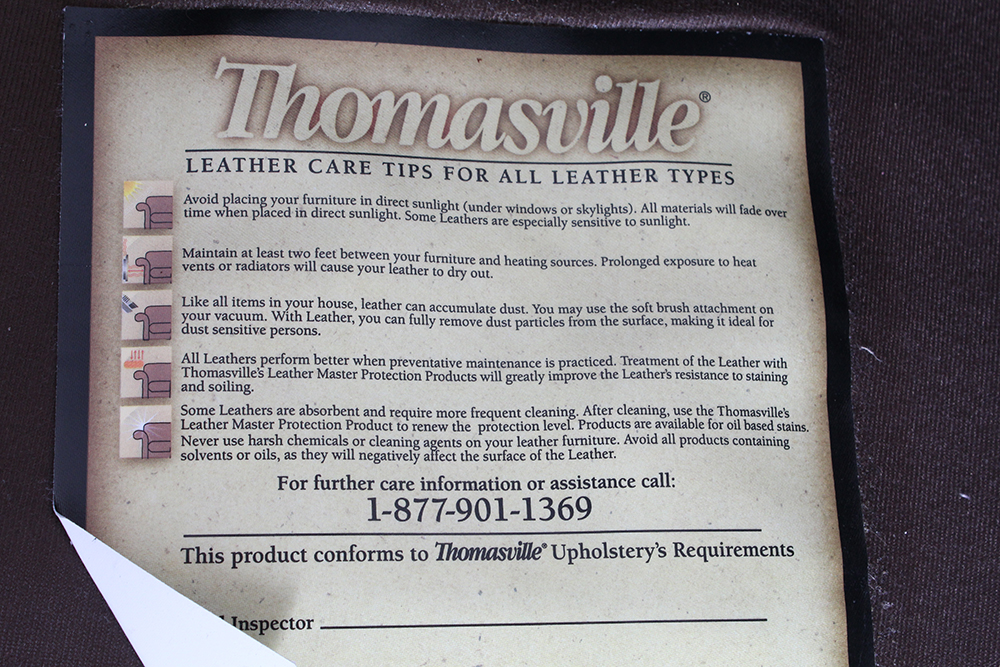 Thomasville®
LEATHER CARE TIPS FOR ALL LEATHER TYPES
Avoid placing your furniture in direct sunlight (under windows or skylights). All materials will fade over
time when placed in direct sunlight. Some Leathers are especially sensitive to sunlight.
Maintain at least two feet between your furniture and heating sources. Prolonged exposure to heat
vents or radiators will cause your leather to dry out.
Like all items in your house, leather can accumulate dust. You may use the soft brush attachment on
your vacuum. With Leather, you can fully remove dust particles from the surface, making it ideal for
dust sensitive persons.
All Leathers perform better when preventative maintenance is practiced. Treatment of the Leather with
Thomasville's Leather Master Protection Products will greatly improve the Leather's resistance to staining
and soiling.
Some Leathers are absorbent and require more frequent cleaning. After cleaning, use the Thomasville's
Leather Master Protection Product to renew the protection level. Products are available for oil based stains.
Never use harsh chemicals or cleaning agents on your leather furniture. Avoid all products containing
solvents or oils, as they will negatively affect the surface of the Leather.
For further care information or assistance call:
1-877-901-1369
This product conforms to Thomasville® Upholstery's Requirements
Inspector